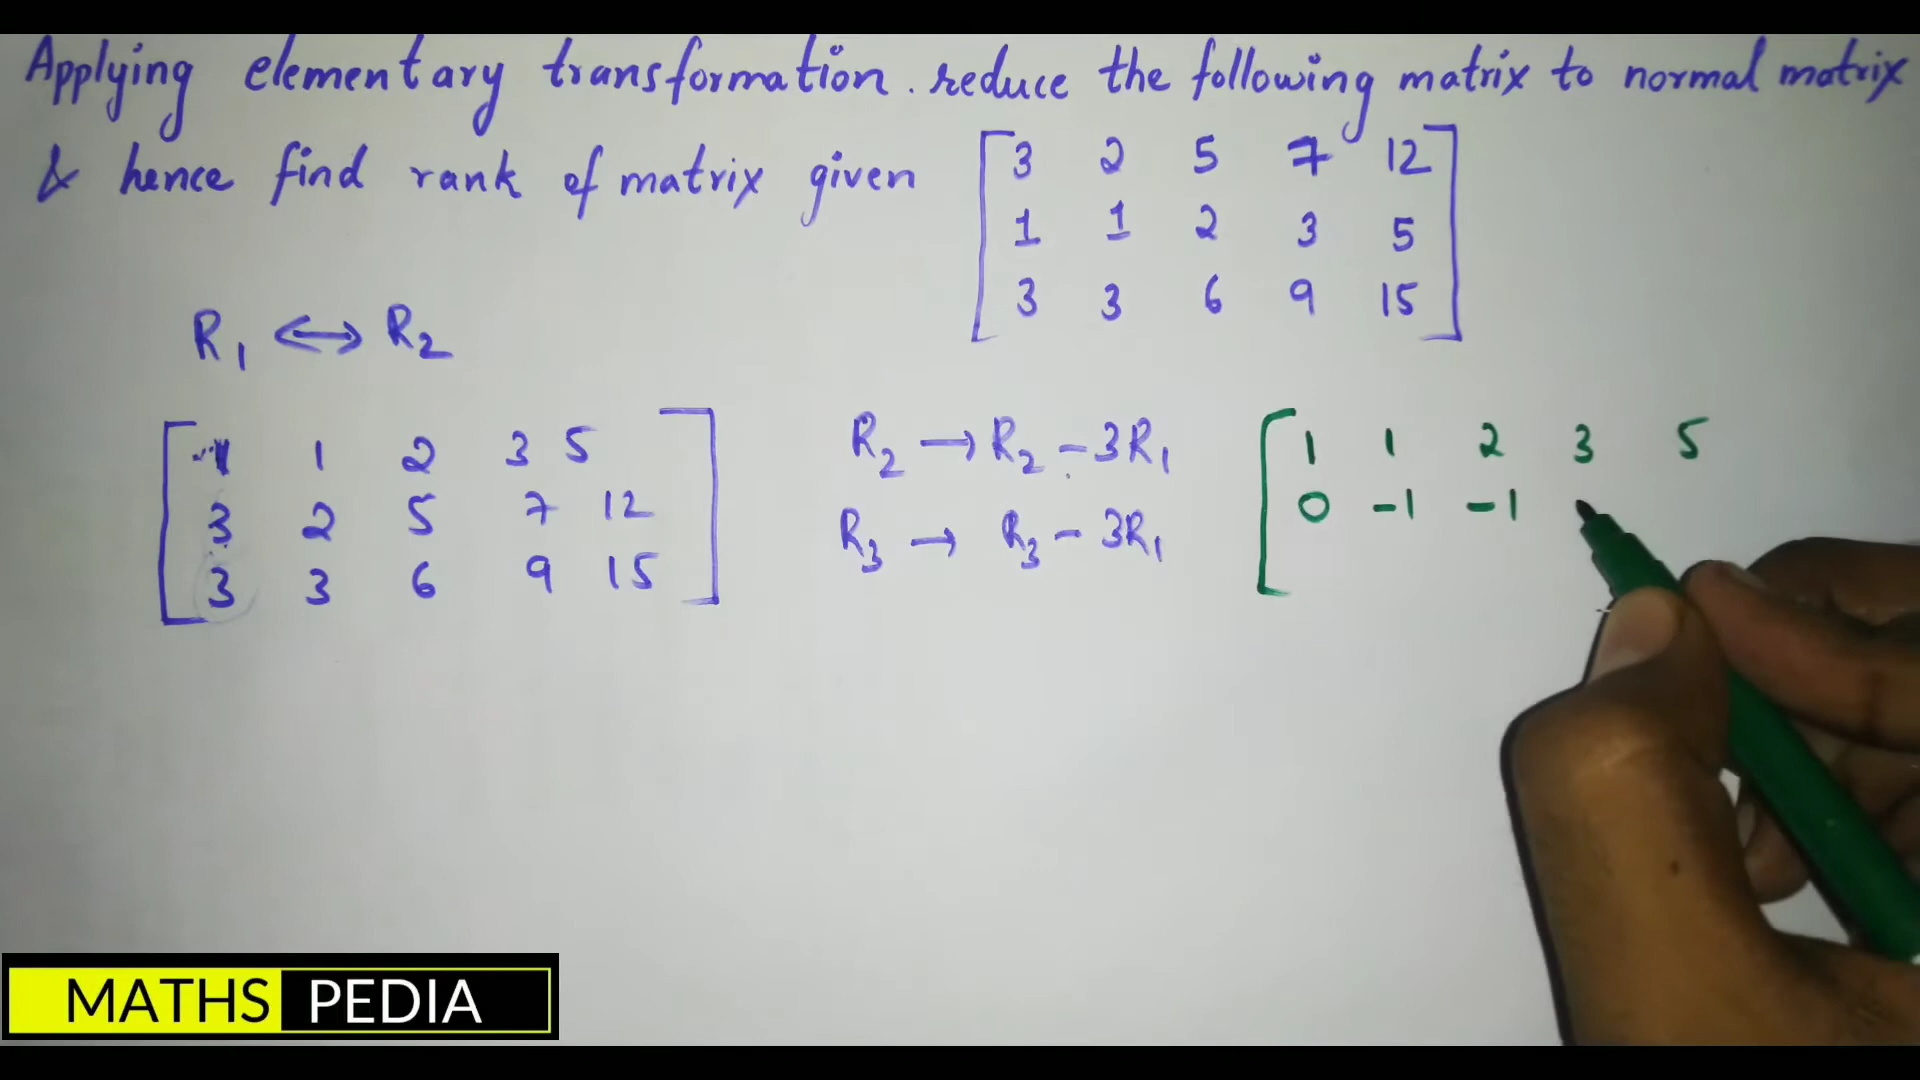 Applying elementary transformation. reduce the following matrix to normal matrix
& hence find rank of matrix given
3 2 5 7 12
1 1 2 3 5
3 3 6 9 15
R1 ⟷ R2
1 1 2 3 5
3 2 5 7 12
3 3 6 9 15
R2 → R2 - 3R1
R3 → R3 - 3R1
1 1 2 3 5
0 -1 -1
MATHS PEDIA